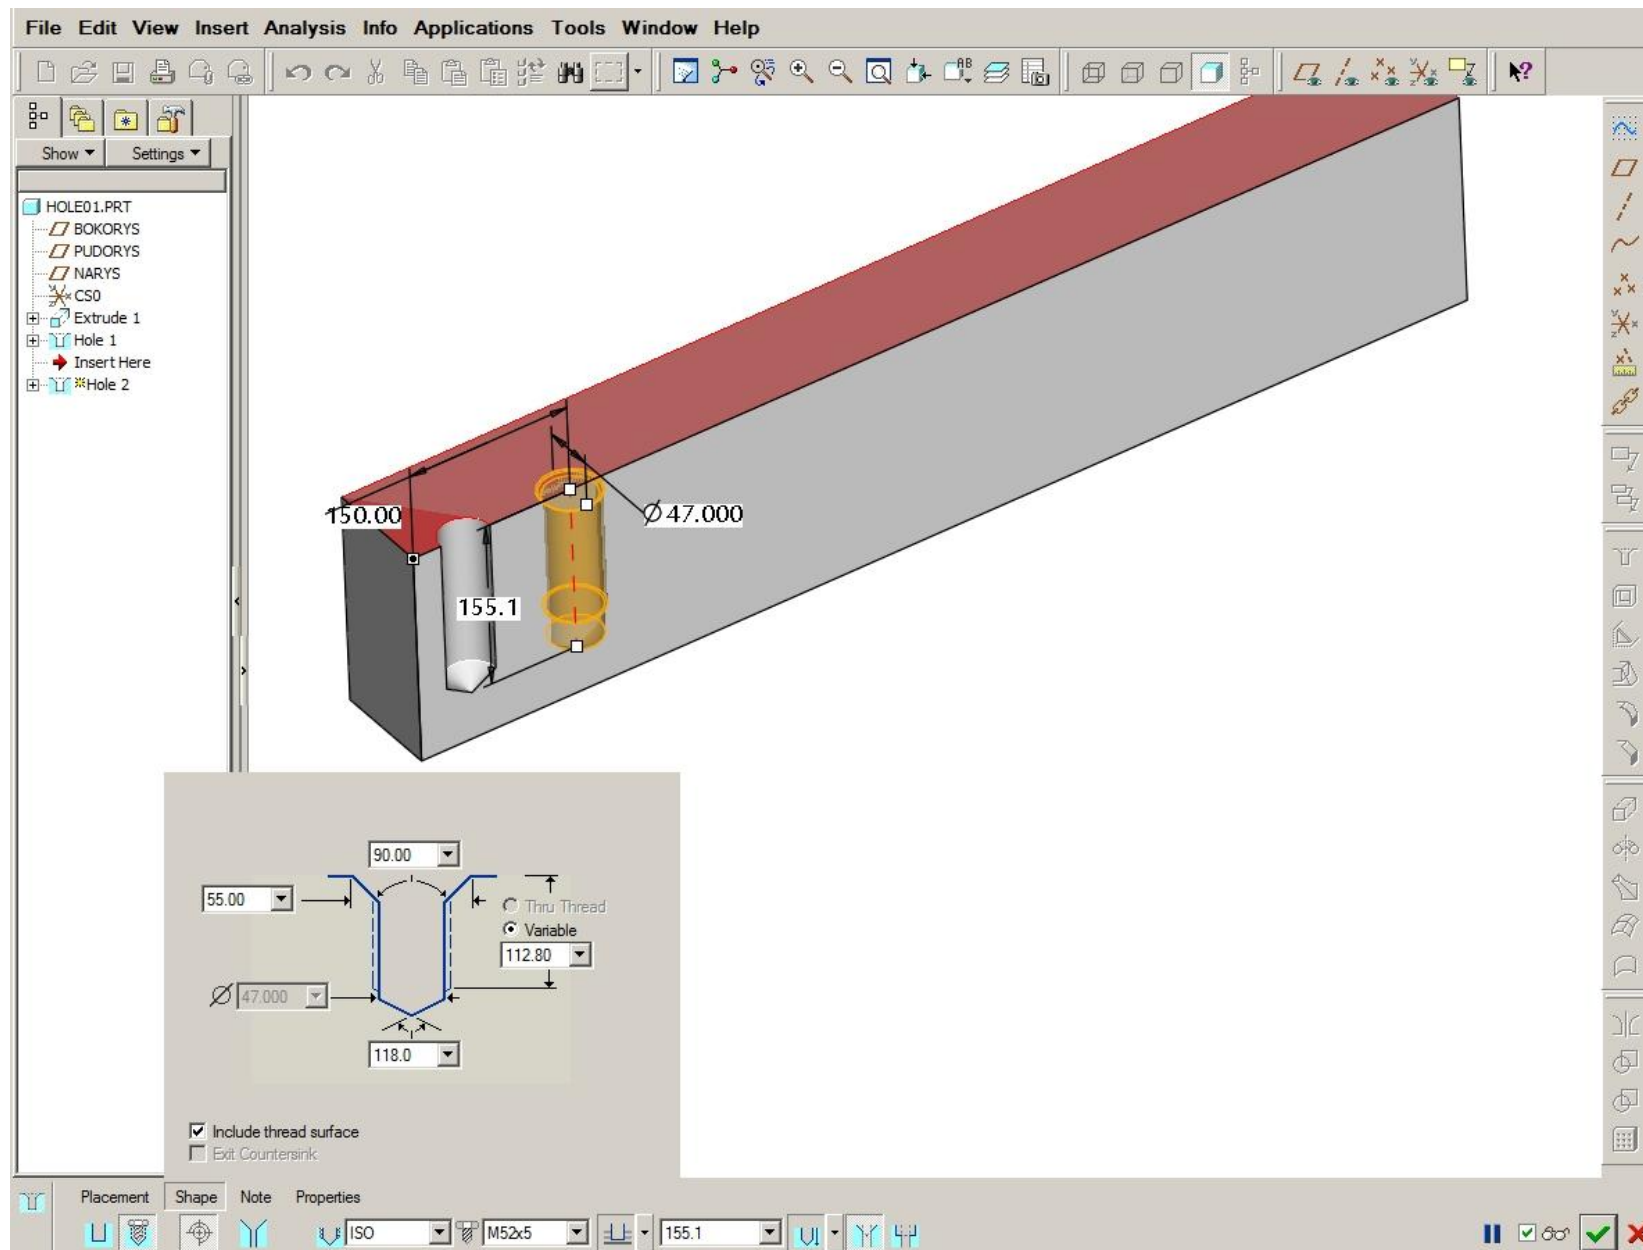 File Edit View Insert Analysis Info Applications Tools Window Help
Show Settings
HOLE01.PRT
BOKORYS
PUDORYS
NARYS
CS0
Extrude 1
Hole 1
Insert Here
Hole 2
150.00
Ø47.000
155.1
90.00
55.00
Thru Thread
Variable
112.80
Ø 47.000
118.0
Include thread surface
Exit Countersink
Placement Shape Note Properties
ISO M52x5 155.1